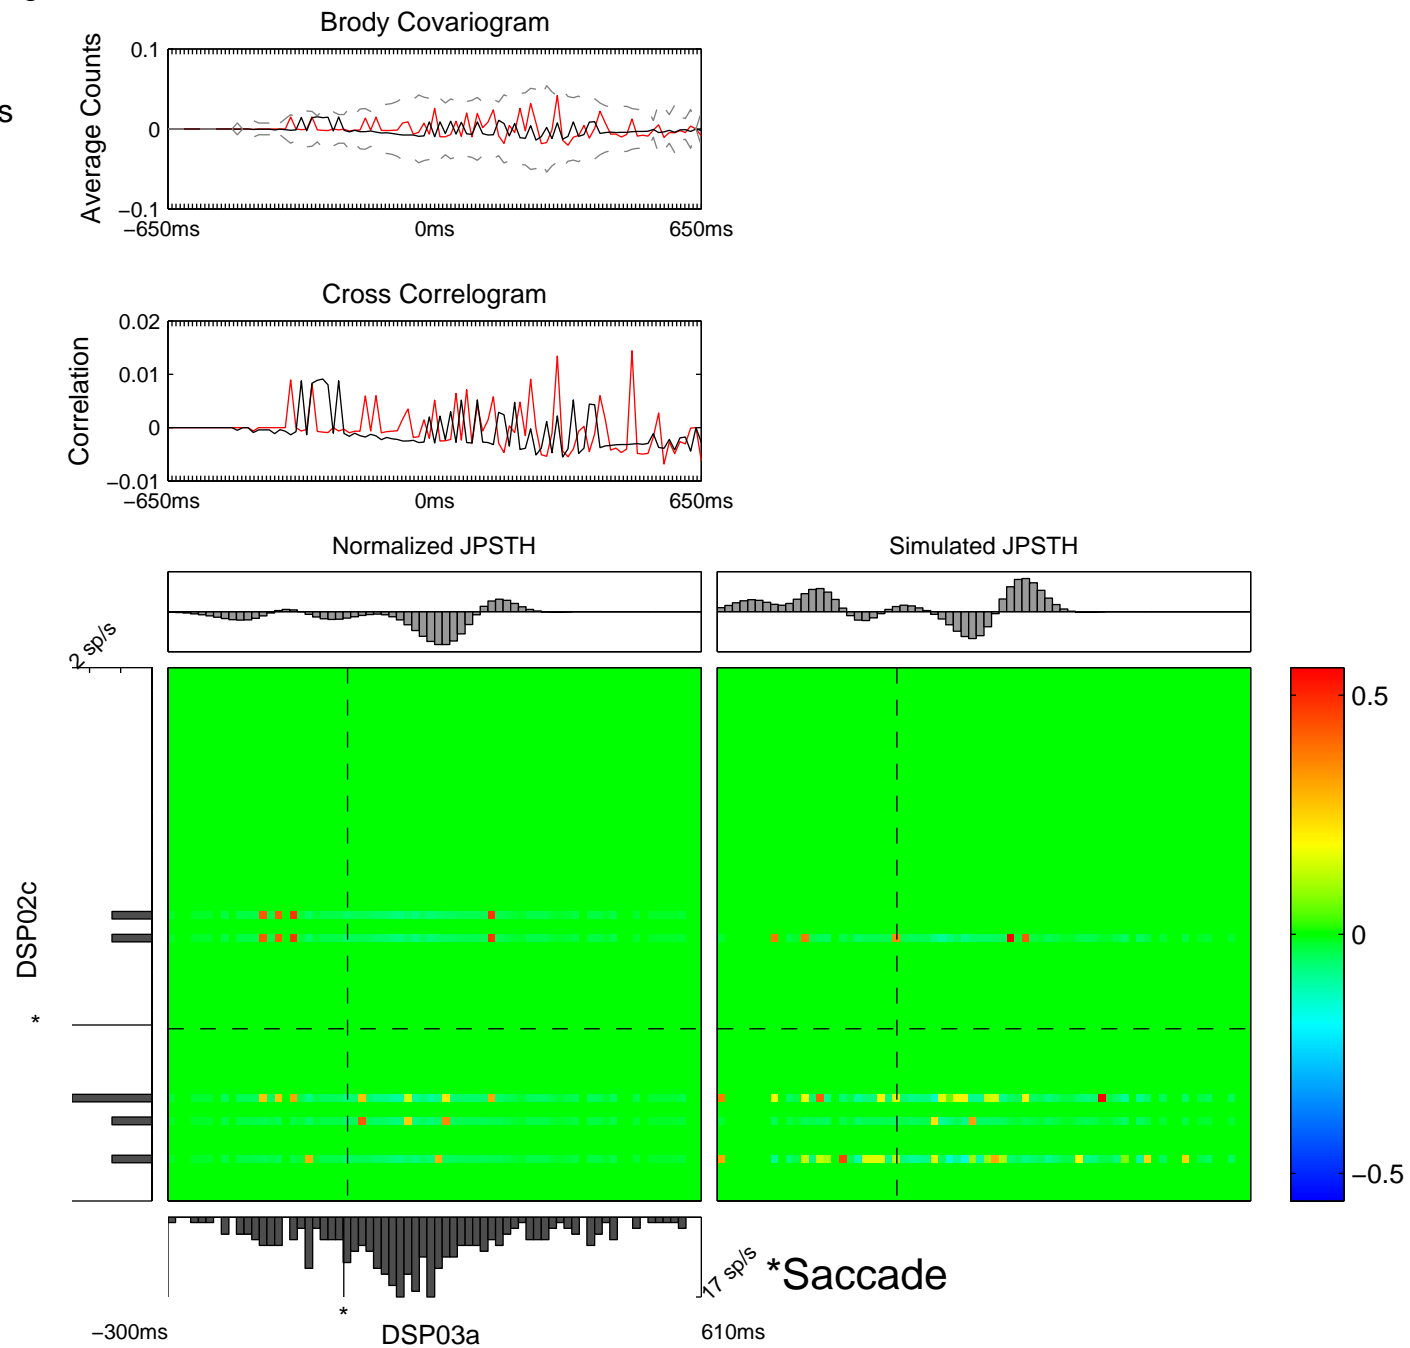 Brody Covariogram
s
Average Counts
0.1
0
−0.1
−650ms 0ms 650ms
Cross Correlogram
Correlation
0.02
0.01
0
−0.01
−650ms 0ms 650ms
Normalized JPSTH Simulated JPSTH
2 sp/s
DSP02c
*
0.5
0
−0.5
17 sp/s
*Saccade
*
−300ms DSP03a 610ms